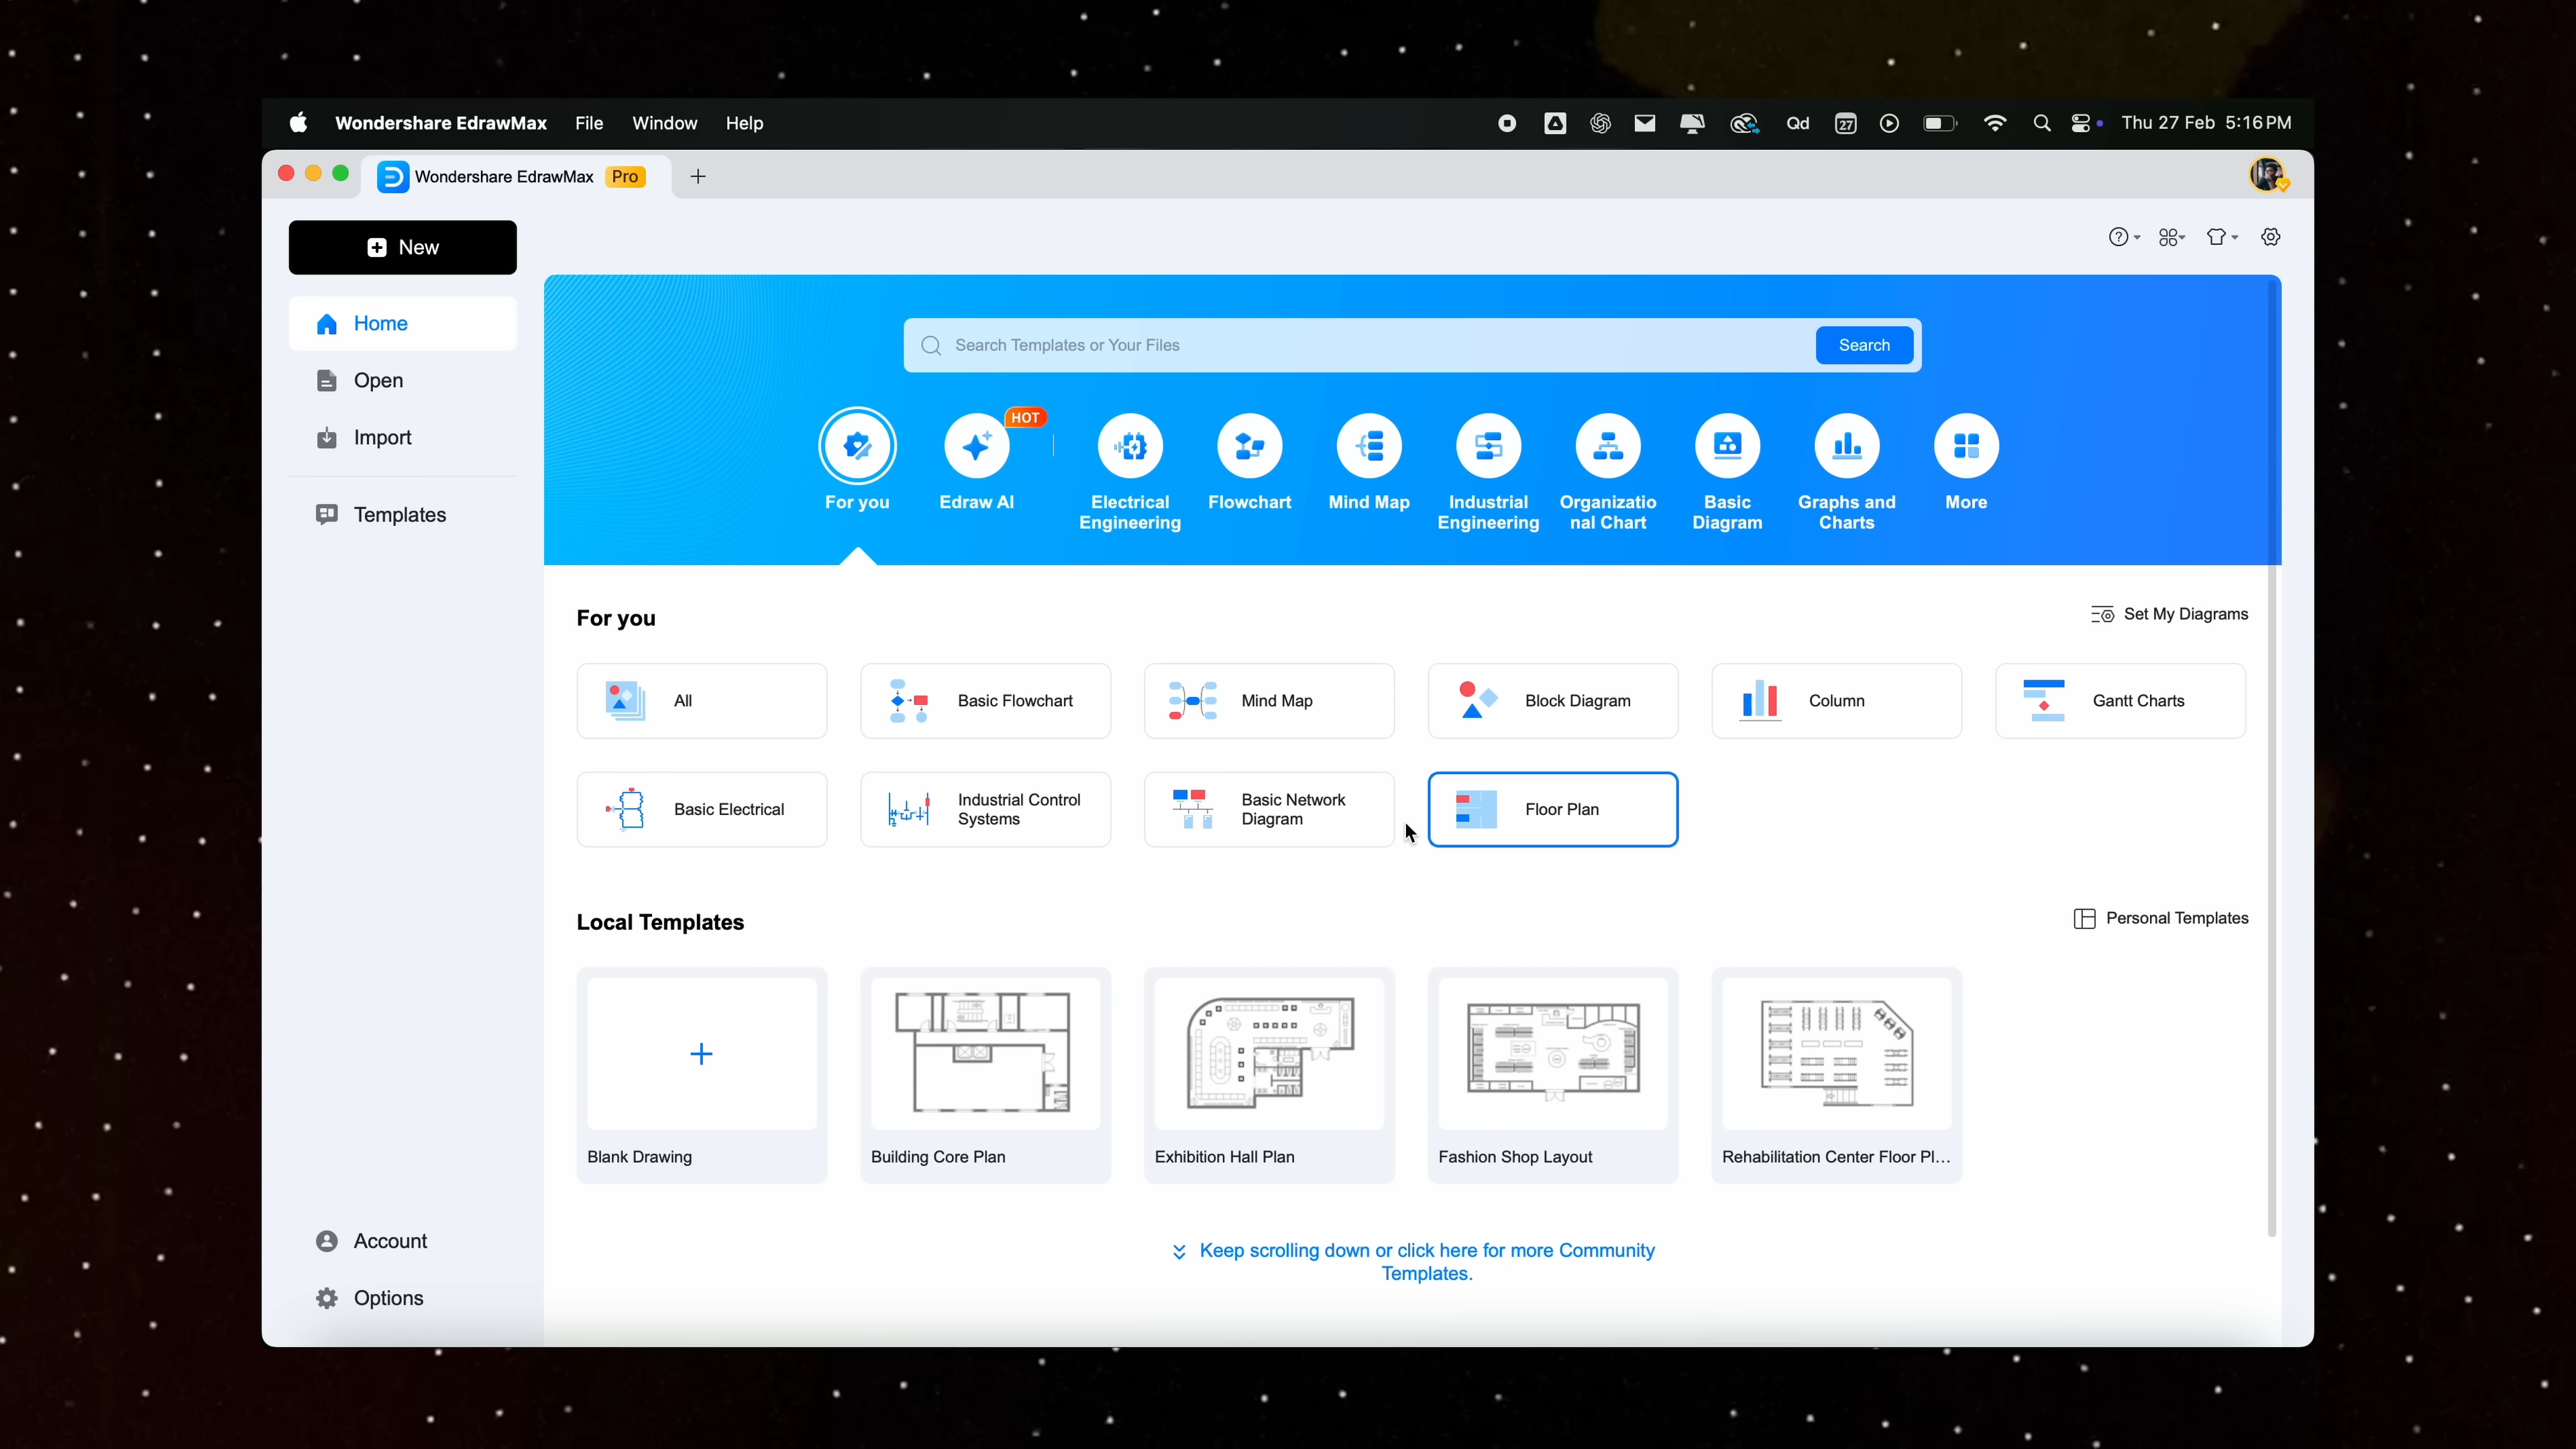 Wondershare EdrawMax File Window Help Qd 27 Thu 27 Feb 5:16 PM
Wondershare EdrawMax Pro
New
Home
Open
Import
Templates
Account
Options
Search Templates or Your Files Search
HOT
For you
Edraw AI
Electrical
Engineering
Flowchart
Mind Map
Industrial
Engineering
Organizatio
nal Chart
Basic
Diagram
Graphs and
Charts
More
For you
Set My Diagrams
All
Basic Flowchart
Mind Map
Block Diagram
Column
Gantt Charts
Basic Electrical
Industrial Control
Systems
Basic Network
Diagram
Floor Plan
Local Templates
Personal Templates
Blank Drawing
Building Core Plan
Exhibition Hall Plan
Fashion Shop Layout
Rehabilitation Center Floor Pl...
Keep scrolling down or click here for more Community
Templates.